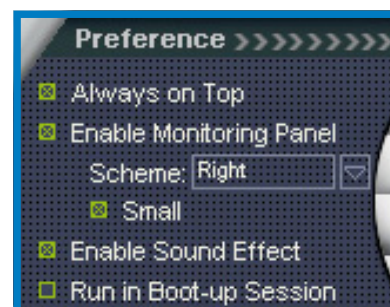 Preference >>>>>>>>>
Always on Top
Enable Monitoring Panel
Scheme: Right
Small
Enable Sound Effect
Run in Boot-up Session